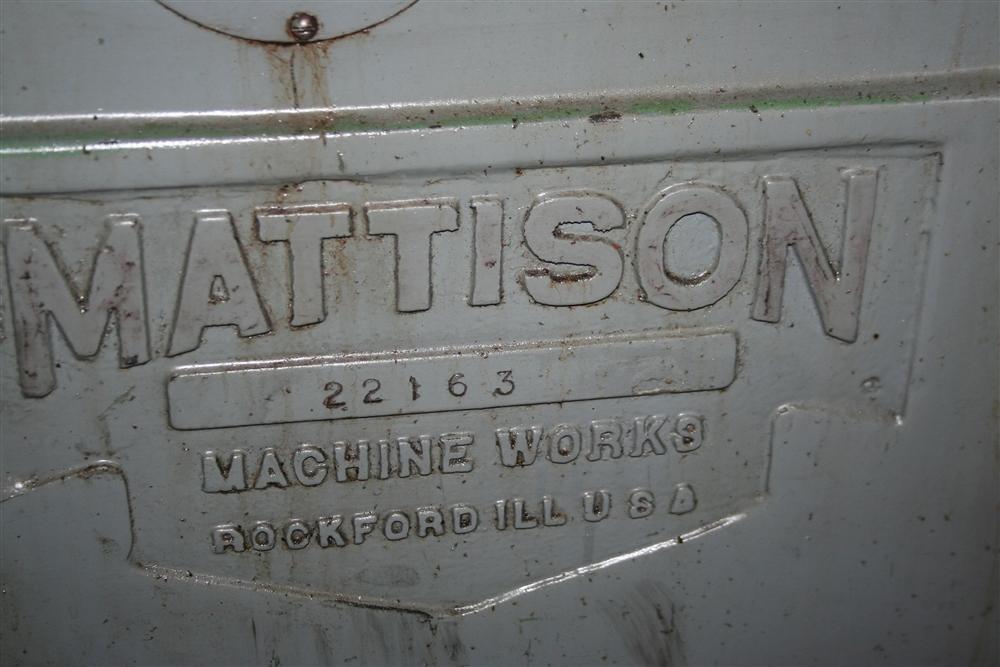 MATTISON
22163
MACHINE WORKS
ROCKFORD ILL U S A